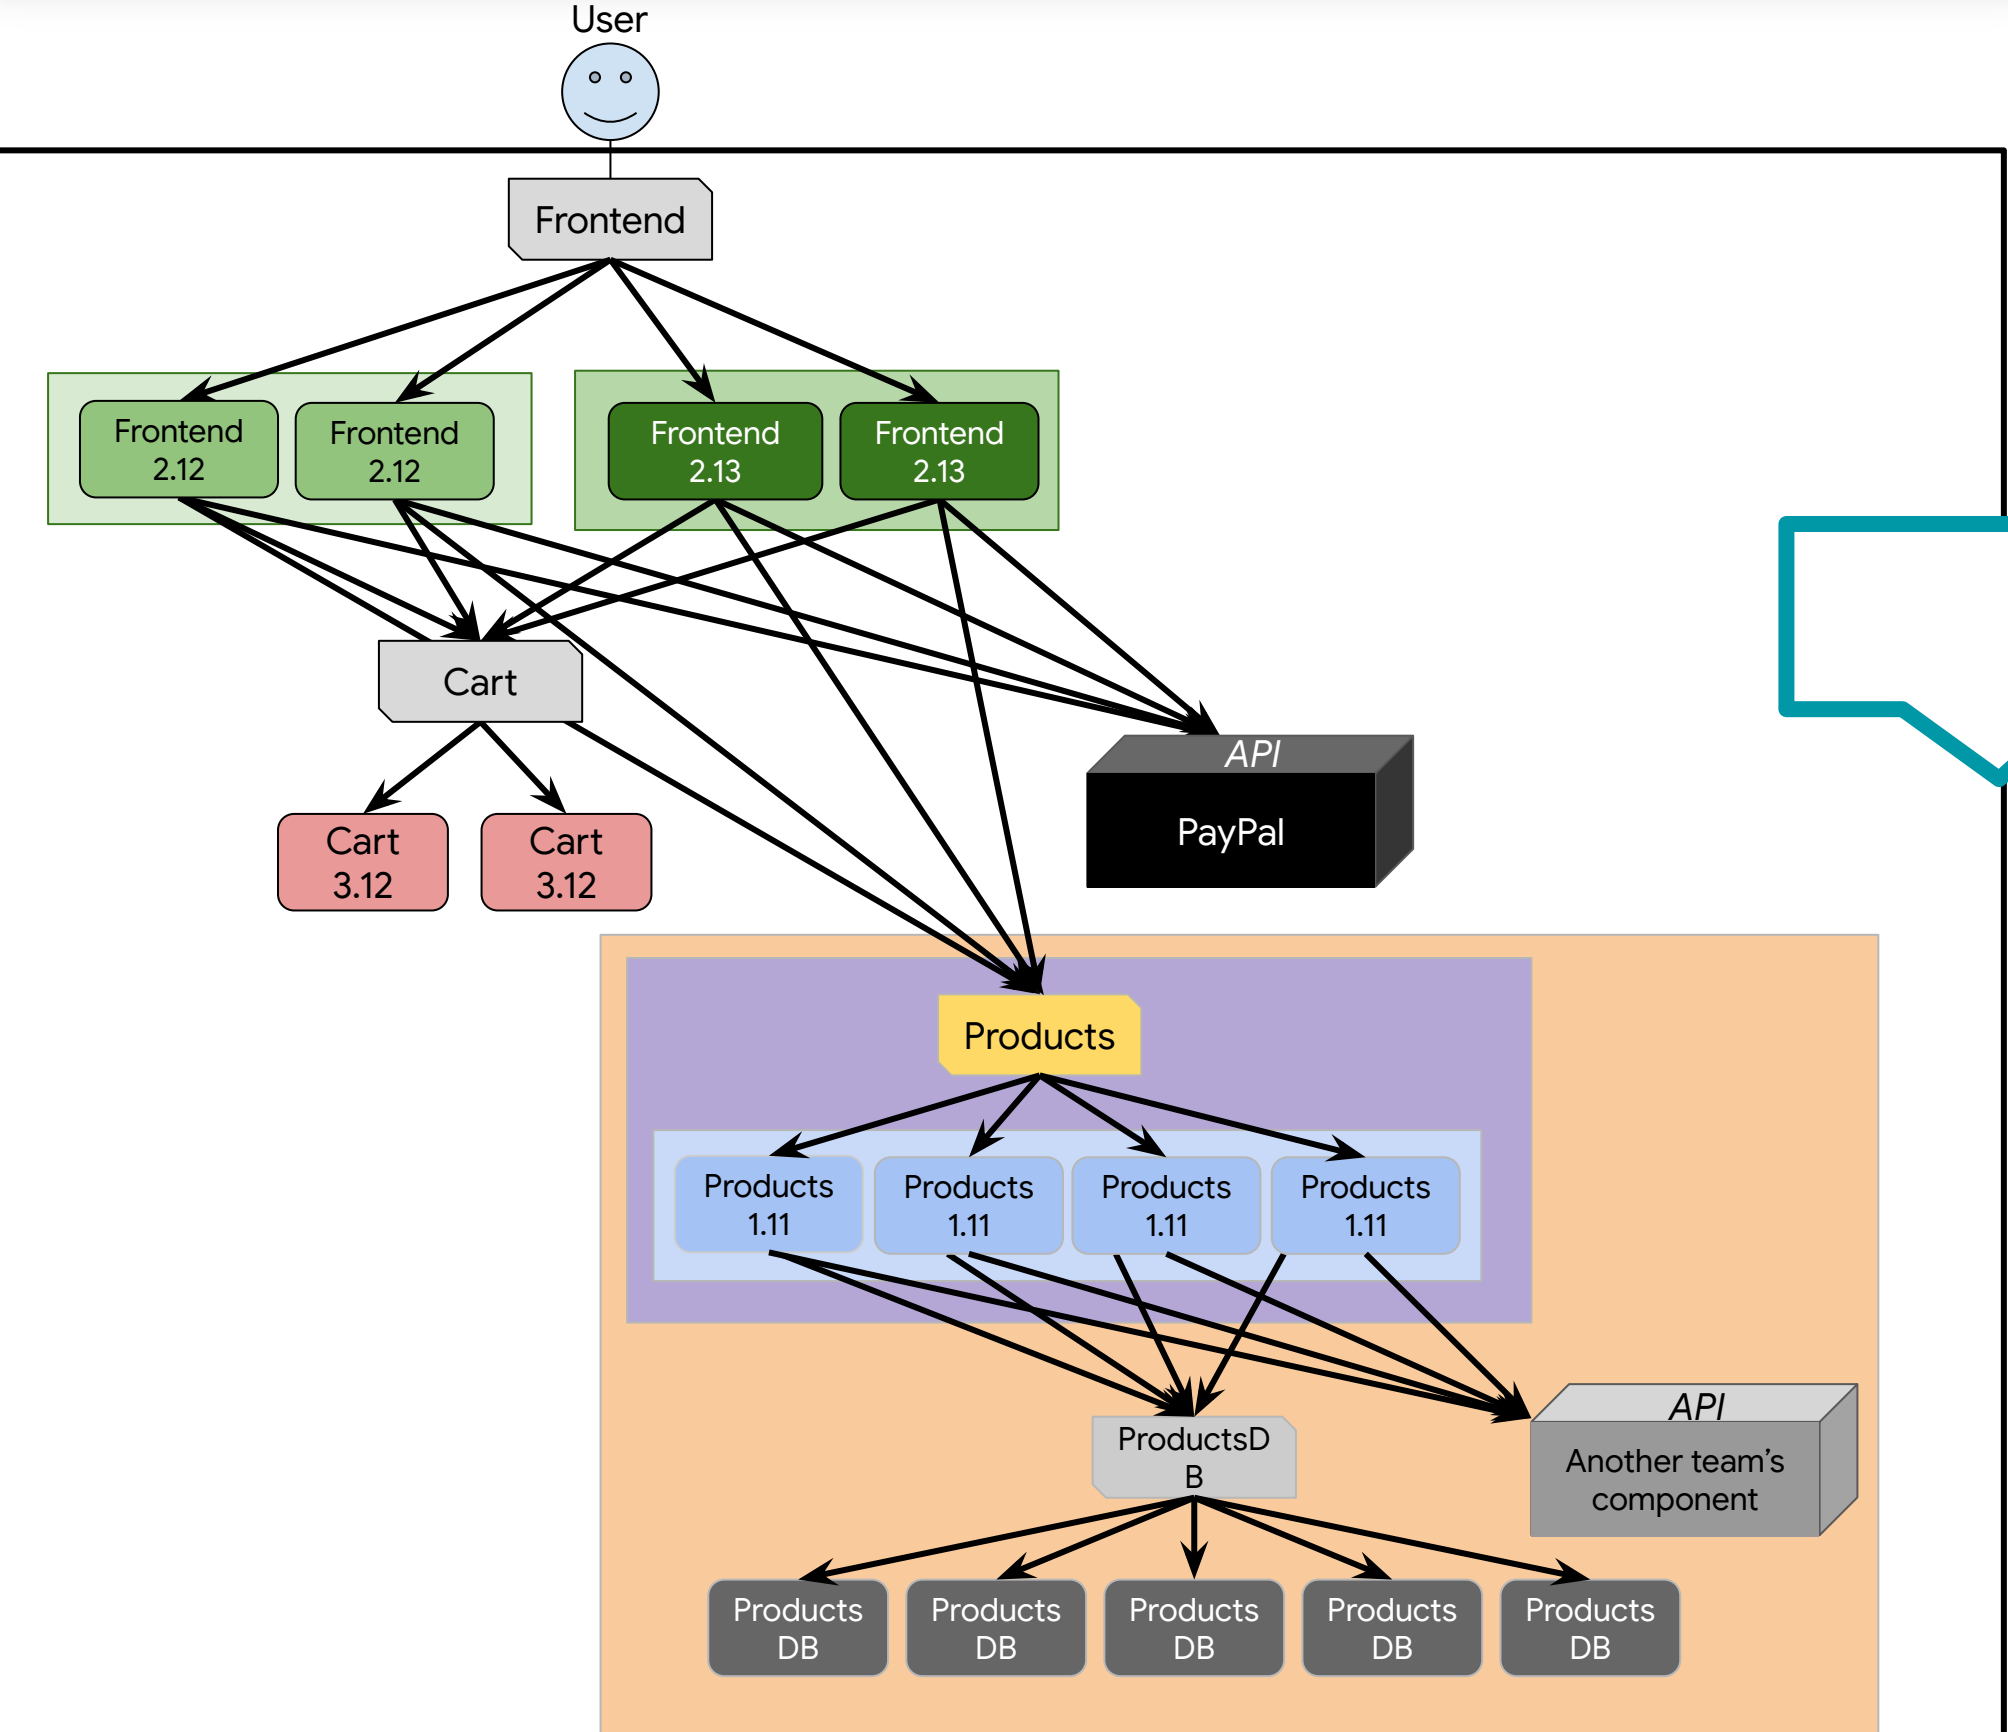 User
Frontend
Frontend
2.12
Frontend
2.12
Frontend
2.13
Frontend
2.13
Cart
API
PayPal
Cart
3.12
Cart
3.12
Products
Products
1.11
Products
1.11
Products
1.11
Products
1.11
ProductsD
B
API
Another team's
component
Products
DB
Products
DB
Products
DB
Products
DB
Products
DB